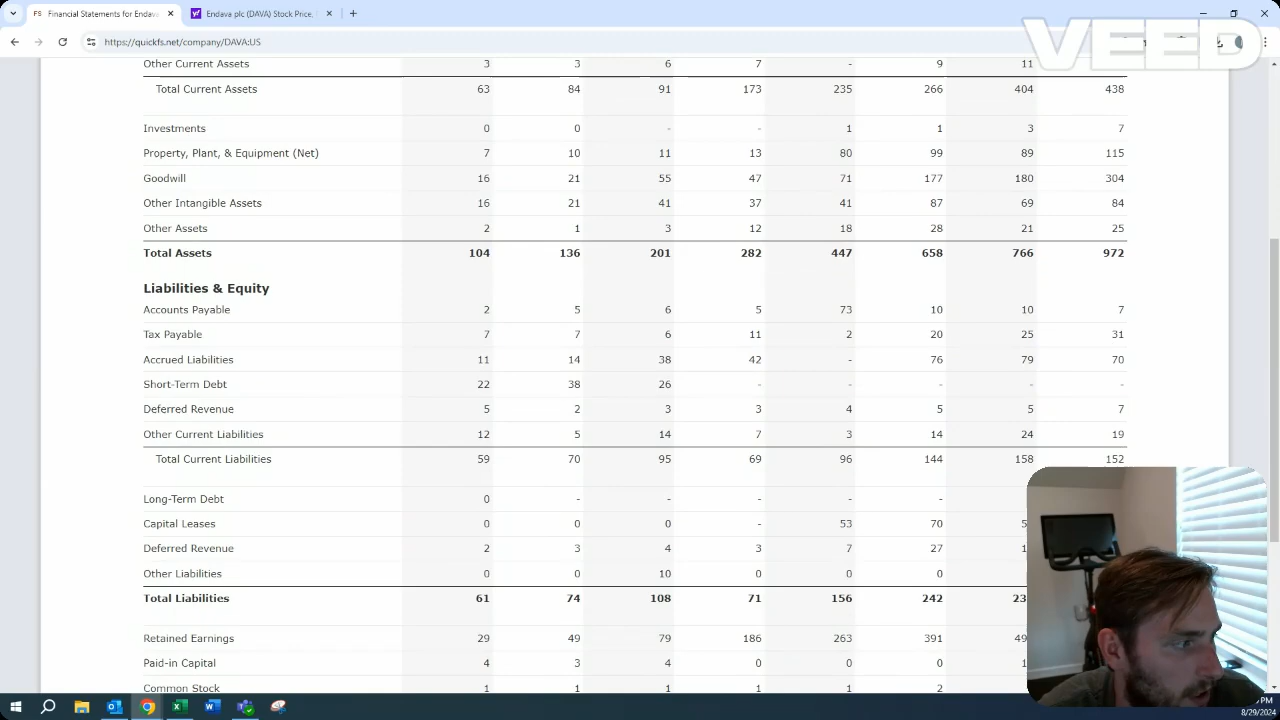 FS Financial Statements for Endava
Endava plc (DAVA) Stock Price,
https://quickfs.net/company/DAVA:US
VEED
Other Current Assets 3 3 6 7 - 9 11
Total Current Assets 63 84 91 173 235 266 404 438
Investments 0 0 - - 1 1 3 7
Property, Plant, & Equipment (Net) 7 10 11 13 80 99 89 115
Goodwill 16 21 55 47 71 177 180 304
Other Intangible Assets 16 21 41 37 41 87 69 84
Other Assets 2 1 3 12 18 28 21 25
Total Assets 104 136 201 282 447 658 766 972
Liabilities & Equity
Accounts Payable 2 5 6 5 73 10 10 7
Tax Payable 7 7 6 11 2 20 25 31
Accrued Liabilities 11 14 38 42 - 76 79 70
Short-Term Debt 22 38 26 - - - - -
Deferred Revenue 5 2 3 3 4 5 5 7
Other Current Liabilities 12 5 14 7 3 14 24 19
Total Current Liabilities 59 70 95 69 96 144 158 152
Long-Term Debt 0 - - - - -
Capital Leases 0 0 0 - 53 70 5
Deferred Revenue 2 3 4 3 7 27 1
Other Liabilities 0 0 10 0 0 0
Total Liabilities 61 74 108 71 156 242 23
Retained Earnings 29 49 79 186 263 391 49
Paid-in Capital 4 3 4 0 0 0 1
Common Stock 1 1 1 1 1 2
PM
8/29/2024